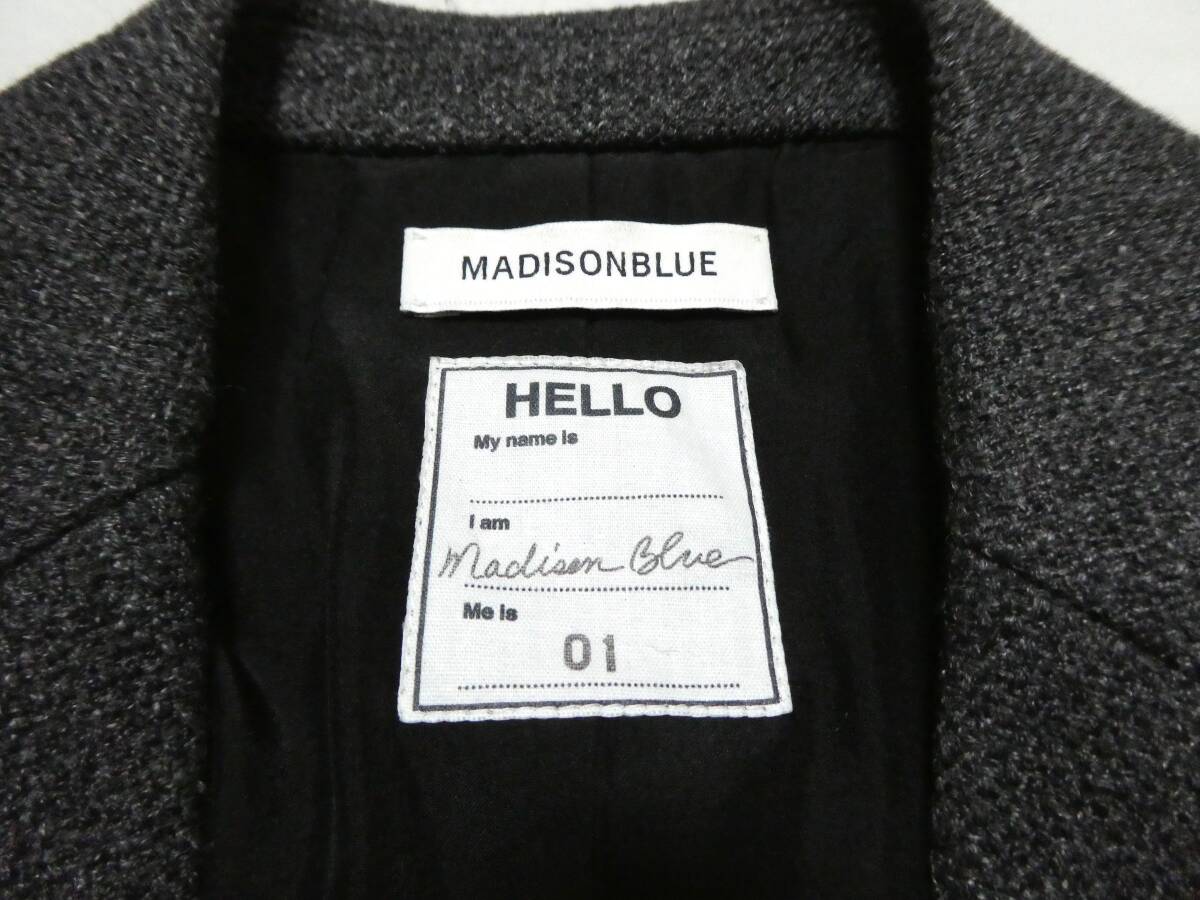 MADISONBLUE
HELLO
My name is
I am
Madison Blue
Me is
01